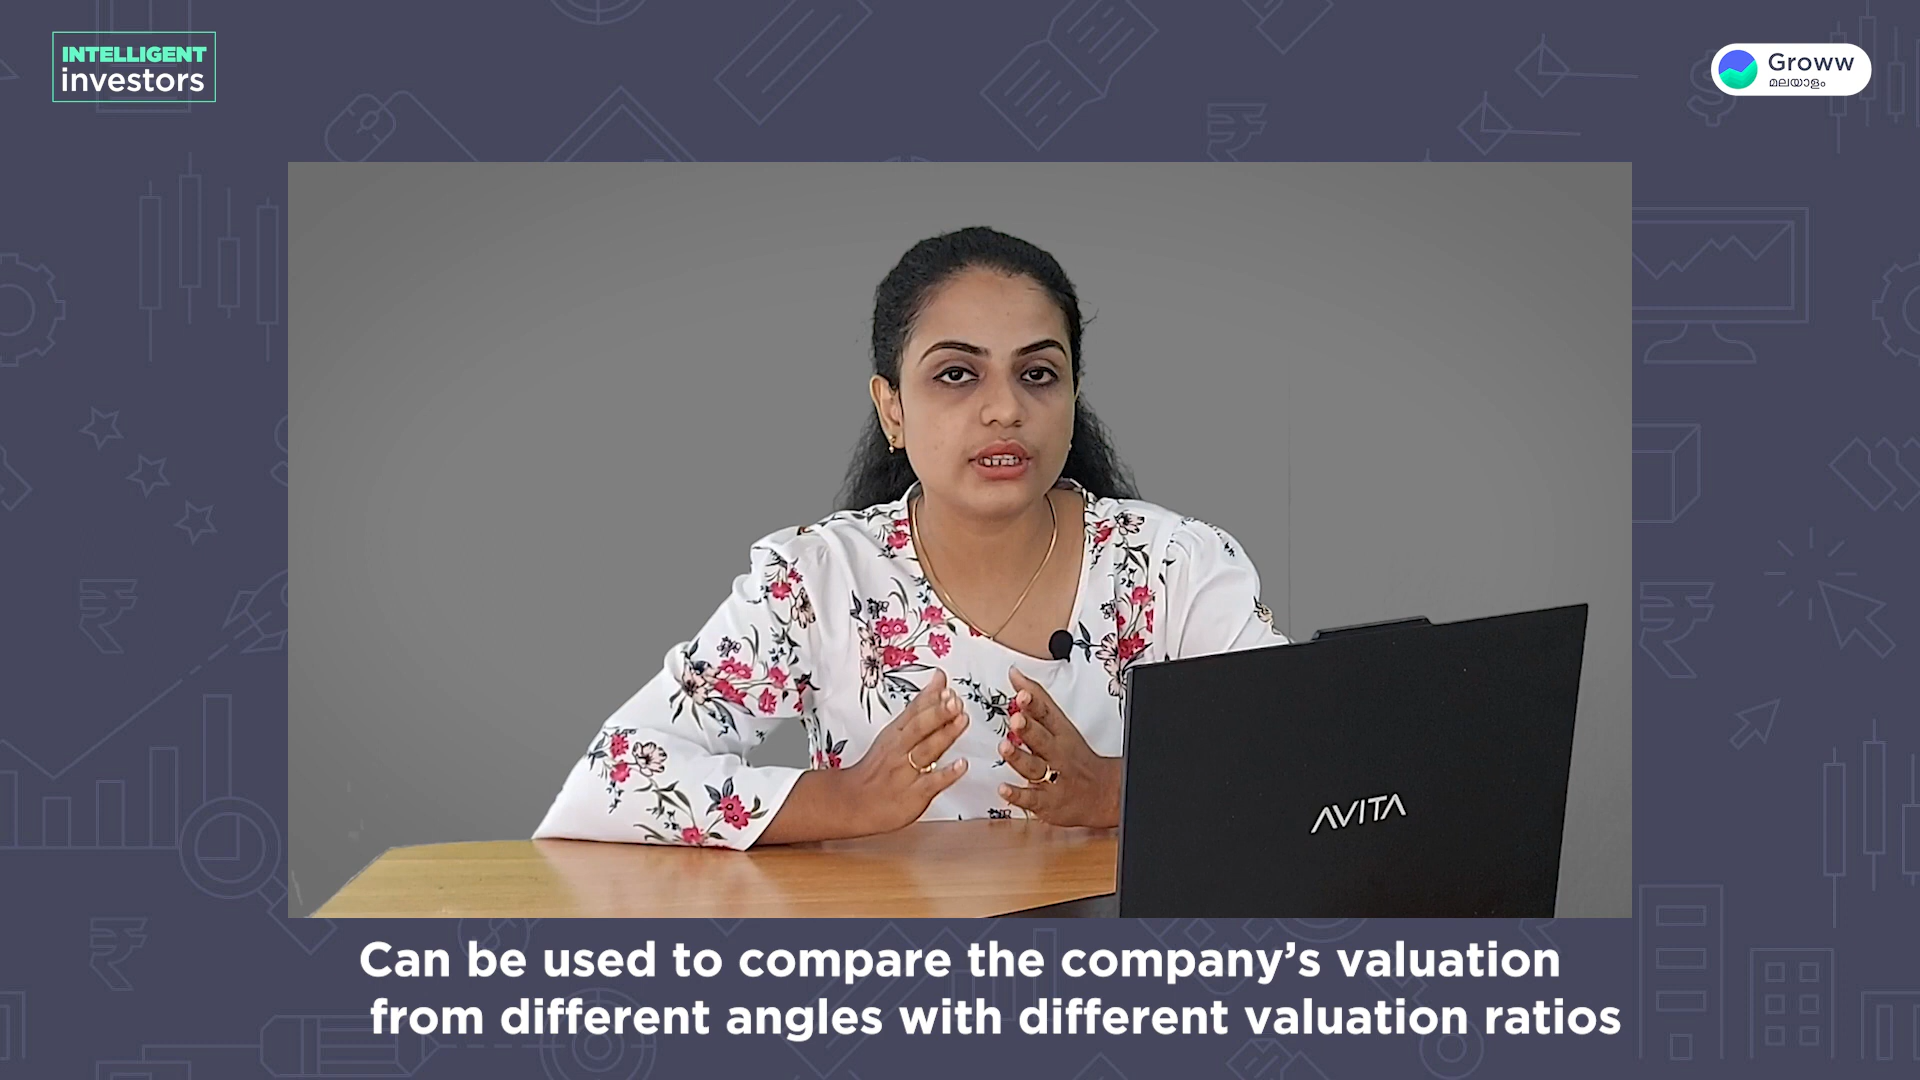 INTELLIGENT
investors
Groww
മലയാളം
AVITA
Can be used to compare the company’s valuation
from different angles with different valuation ratios